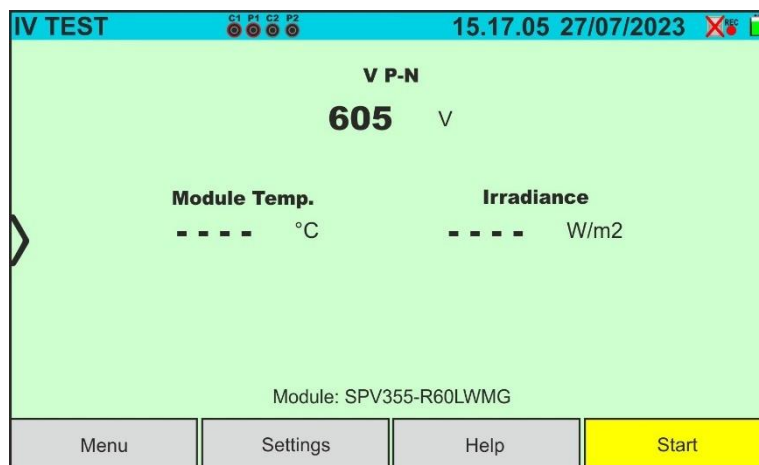 IV TEST C1 P1 C2 P2 15.17.05 27/07/2023 REC
V P-N
605 V
Module Temp. Irradiance
- - - - °C - - - - W/m2
Module: SPV355-R60LWMG
Menu Settings Help Start